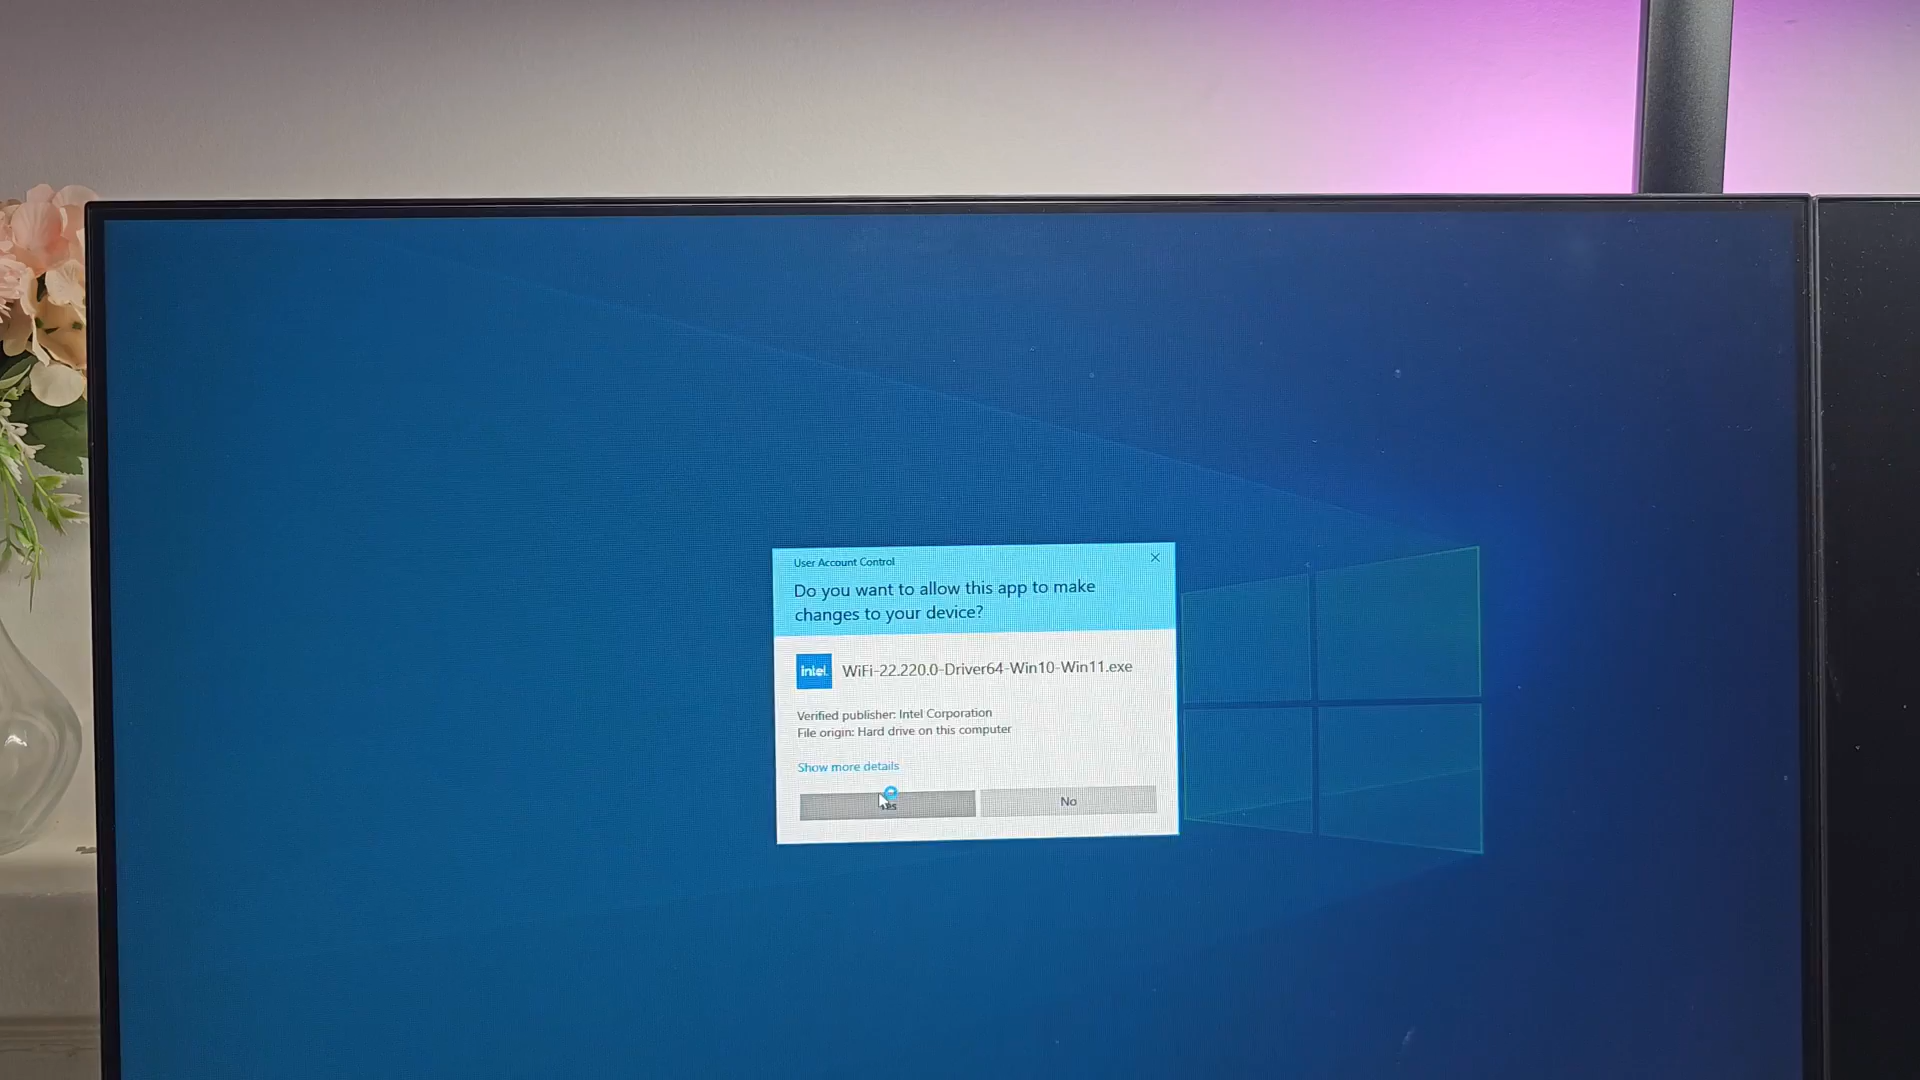 User Account Control
Do you want to allow this app to make
changes to your device?
intel.
WiFi-22.220.0-Driver64-Win10-Win11.exe
Verified publisher: Intel Corporation
File origin: Hard drive on this computer
Show more details
Yes
No